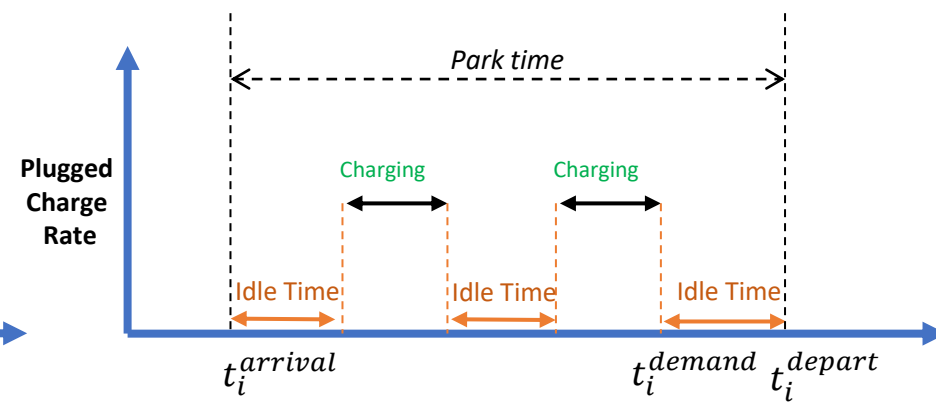 Park time
Plugged
Charge
Rate
Charging
Charging
Idle Time
Idle Time
Idle Time
t_i^{arrival}
t_i^{demand}
t_i^{depart}